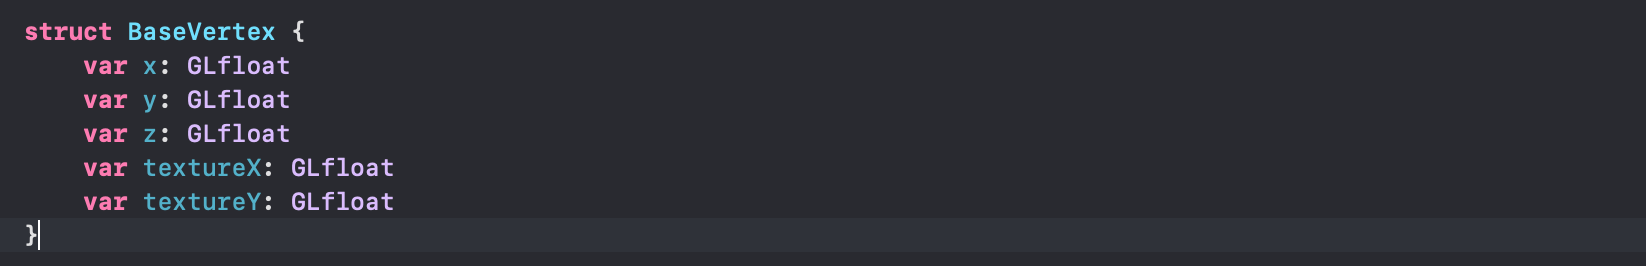 struct BaseVertex {
    var x: GLfloat
    var y: GLfloat
    var z: GLfloat
    var textureX: GLfloat
    var textureY: GLfloat
}